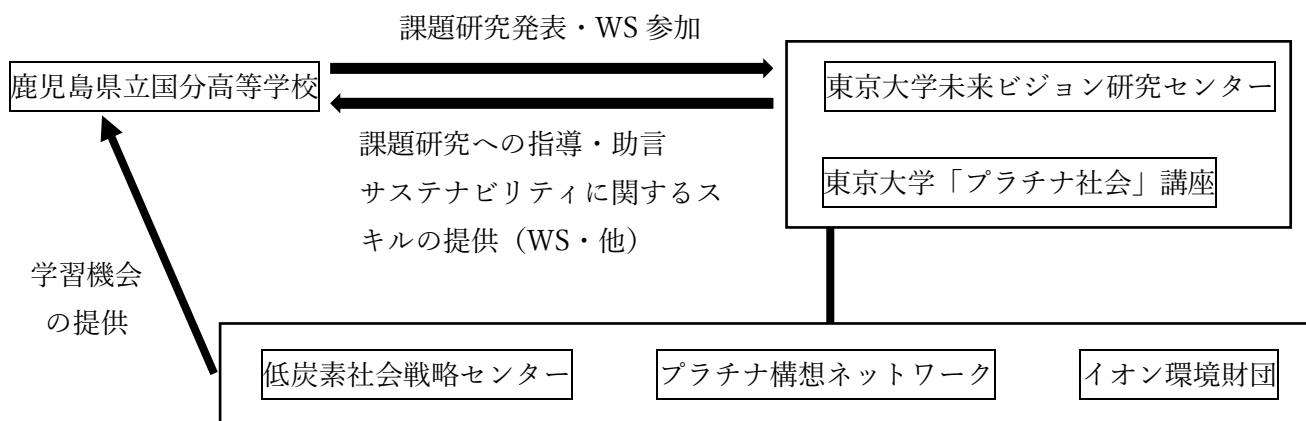 課題研究発表・WS 参加
鹿児島県立国分高等学校
東京大学未来ビジョン研究センター
課題研究への指導・助言
サステナビリティに関するス
キルの提供（WS・他）
東京大学「プラチナ社会」講座
学習機会
の提供
低炭素社会戦略センター
プラチナ構想ネットワーク
イオン環境財団